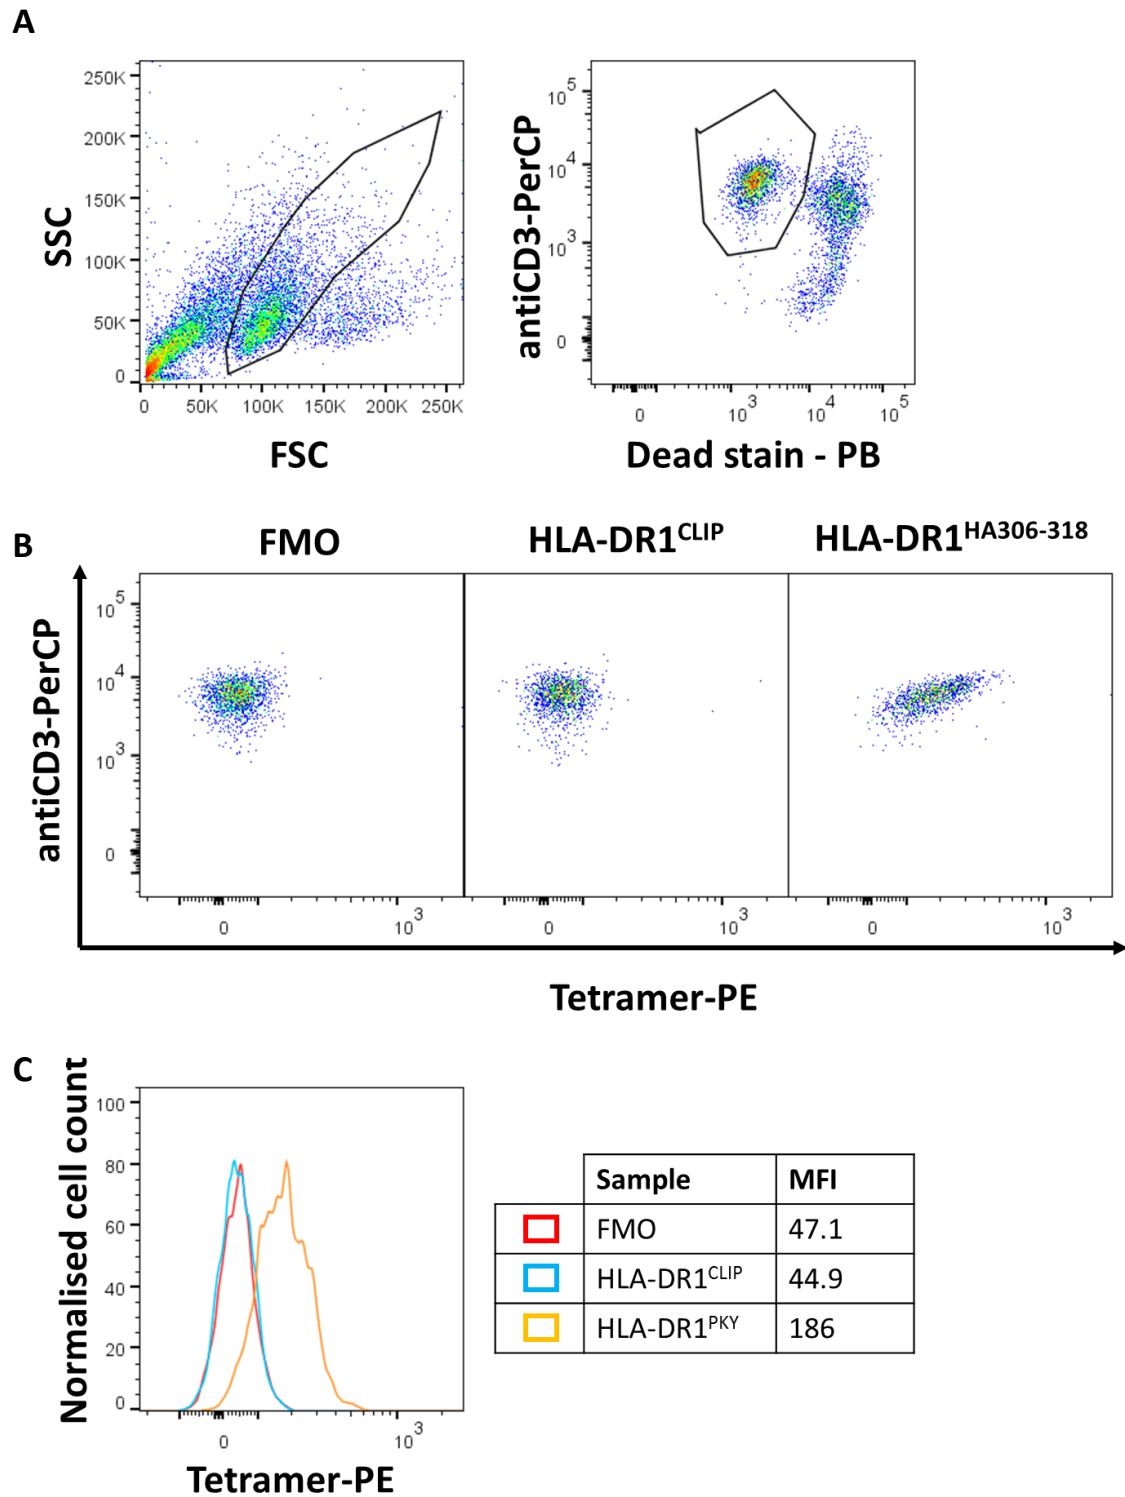 A
SSC
250K
200K
150K
100K
50K
0
0 50K 100K 150K 200K 250K
FSC
antiCD3-PerCP
10^5
10^4
10^3
0
0 10^3 10^4 10^5
Dead stain - PB
B
FMO HLA-DR1^CLIP HLA-DR1^HA306-318
antiCD3-PerCP
10^5
10^4
10^3
0
0 10^3 0 10^3 0 10^3
Tetramer-PE
C
Normalised cell count
100
80
60
40
20
0
0 10^3
Tetramer-PE
Sample MFI
FMO 47.1
HLA-DR1^CLIP 44.9
HLA-DR1^PKY 186